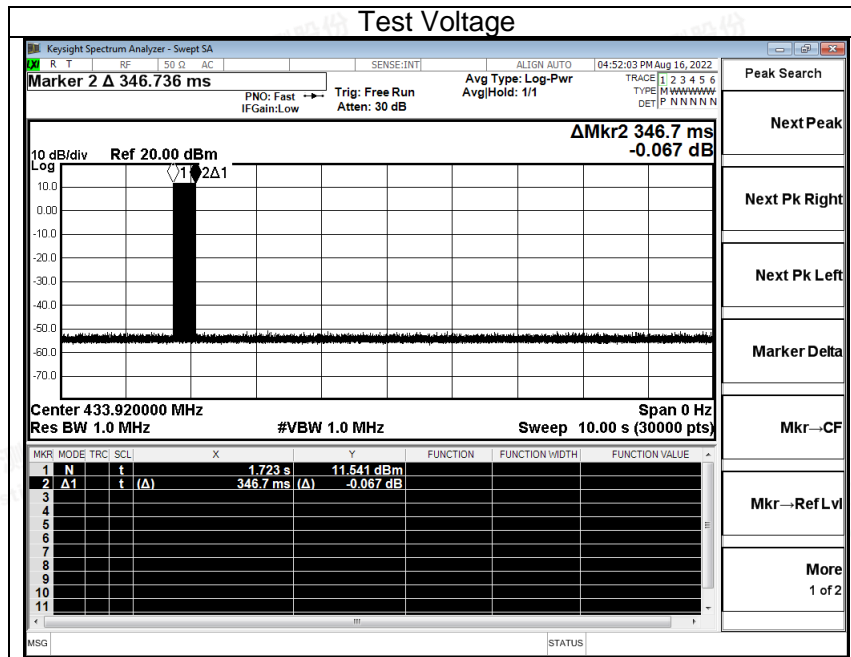 Test Voltage
Keysight Spectrum Analyzer - Swept SA
LXI R T RF 50 Ω AC SENSE:INT ALIGN AUTO 04:52:03 PM Aug 16, 2022
Marker 2 Δ 346.736 ms
PNO: Fast
IFGain:Low
Trig: Free Run
Atten: 30 dB
Avg Type: Log-Pwr
Avg|Hold: 1/1
TRACE 1 2 3 4 5 6
TYPE M WWWWW
DET P N N N N N
ΔMkr2 346.7 ms
-0.067 dB
10 dB/div Ref 20.00 dBm
Log
1 2Δ1
10.0
0.00
-10.0
-20.0
-30.0
-40.0
-50.0
-60.0
-70.0
Center 433.920000 MHz Span 0 Hz
Res BW 1.0 MHz #VBW 1.0 MHz Sweep 10.00 s (30000 pts)
MKR MODE TRC SCL X Y FUNCTION FUNCTION WIDTH FUNCTION VALUE
1 N t 1.723 s 11.541 dBm
2 Δ1 t (Δ) 346.7 ms (Δ) -0.067 dB
3
4
5
6
7
8
9
10
11
MSG STATUS
Peak Search
Next Peak
Next Pk Right
Next Pk Left
Marker Delta
Mkr→CF
Mkr→Ref Lvl
More
1 of 2